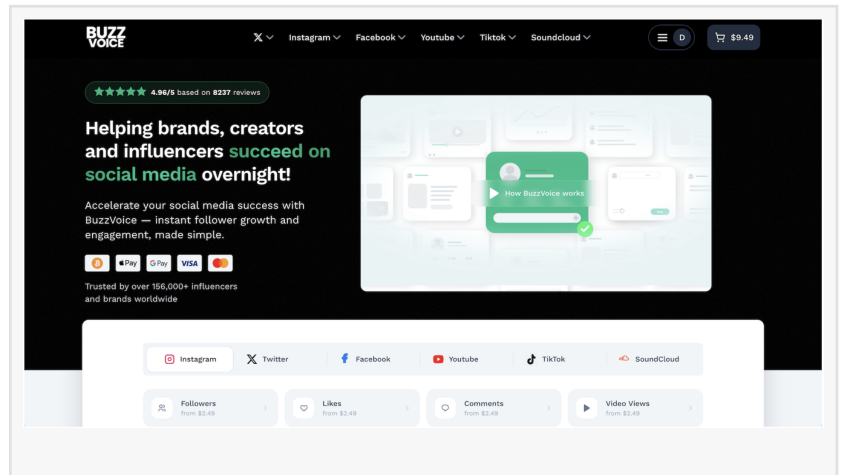 BUZZ
VOICE
X
Instagram
Facebook
Youtube
Tiktok
Soundcloud
D
$9.49
4.96/5 based on 8237 reviews
Helping brands, creators
and influencers succeed on
social media overnight!
Accelerate your social media success with
BuzzVoice — instant follower growth and
engagement, made simple.
Pay
G Pay
VISA
Trusted by over 156,000+ influencers
and brands worldwide
How BuzzVoice works
Instagram
Twitter
Facebook
Youtube
TikTok
SoundCloud
Followers
from $2.49
Likes
from $2.49
Comments
from $2.49
Video Views
from $2.49